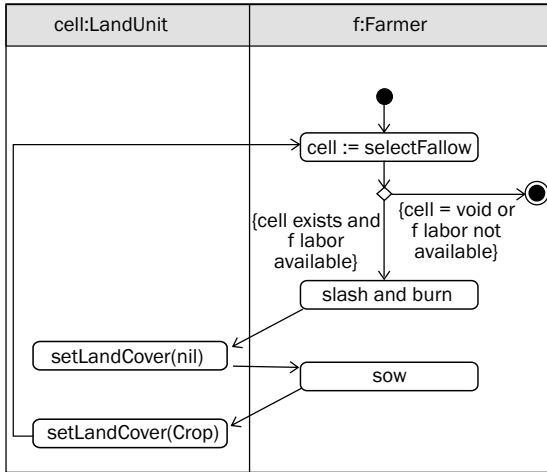 cell:LandUnit
f:Farmer
cell := selectFallow
{cell exists and
f labor
available}
{cell = void or
f labor not
available}
slash and burn
setLandCover(nil)
sow
setLandCover(Crop)